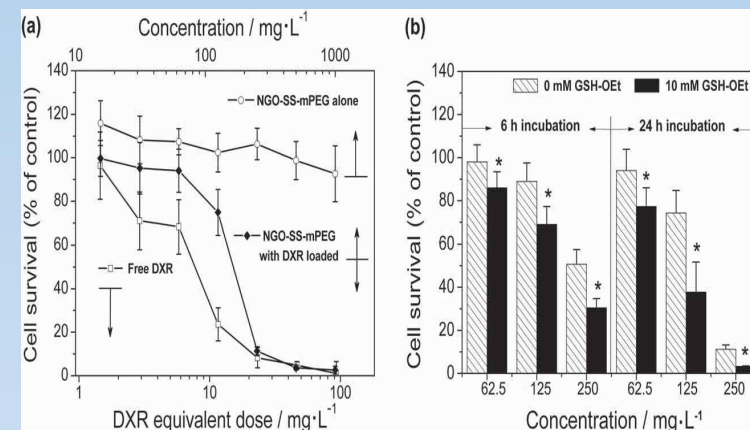 (a)
Concentration / mg·L⁻¹
10 100 1000
140
120
100
80
60
40
20
0
Cell survival (% of control)
NGO-SS-mPEG alone
NGO-SS-mPEG
with DXR loaded
Free DXR
1 10 100
DXR equivalent dose / mg·L⁻¹
(b)
140
120
100
80
60
40
20
0
Cell survival (% of control)
0 mM GSH-OEt 10 mM GSH-OEt
6 h incubation 24 h incubation
* * * * * *
62.5 125 250 62.5 125 250
Concentration / mg·L⁻¹